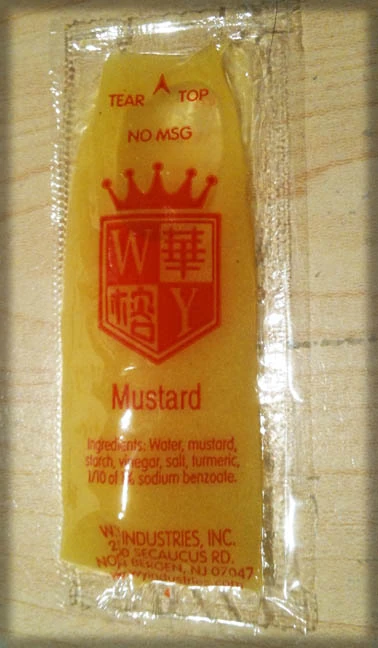 TEAR TOP
NO MSG
W 華
榕 Y
Mustard
Ingredients: Water, mustard,
starch, vinegar, salt, turmeric,
1/10 of 1% sodium benzoate.
INDUSTRIES, INC.
SECAUCUS RD.
BERGEN, NJ 07047